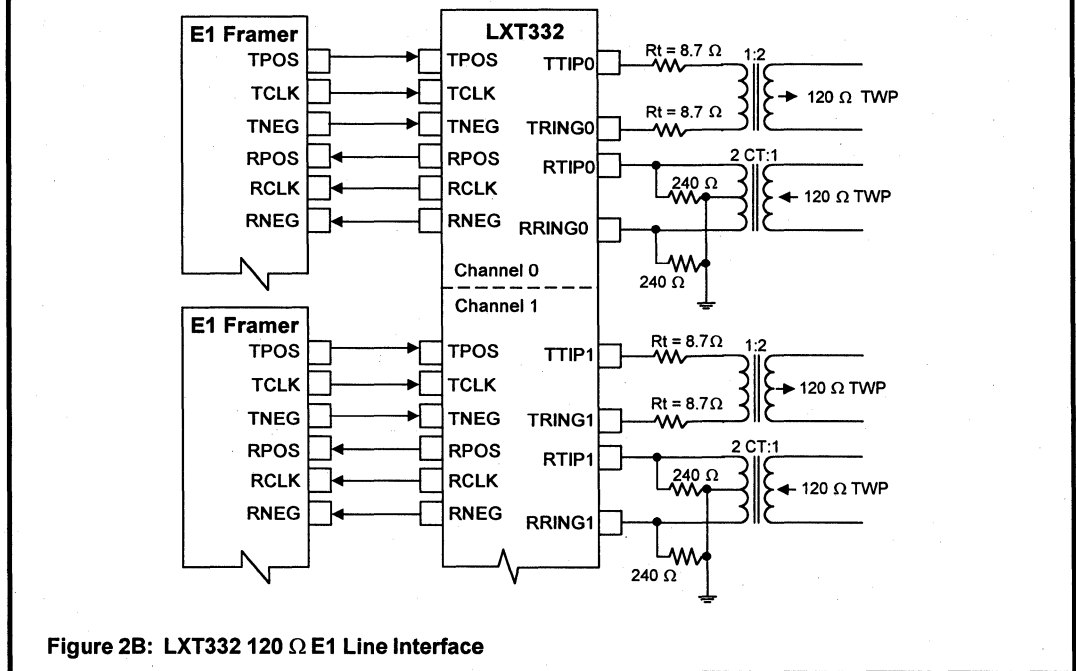 E1 Framer
TPOS
TCLK
TNEG
RPOS
RCLK
RNEG
LXT332
TPOS
TCLK
TNEG
RPOS
RCLK
RNEG
TTIP0
TRING0
RTIP0
RRING0
Channel 0
Rt = 8.7 Ω
1:2
120 Ω TWP
Rt = 8.7 Ω
2 CT:1
240 Ω
120 Ω TWP
240 Ω
Channel 1
E1 Framer
TPOS
TCLK
TNEG
RPOS
RCLK
RNEG
TPOS
TCLK
TNEG
RPOS
RCLK
RNEG
TTIP1
TRING1
RTIP1
RRING1
Rt = 8.7Ω
1:2
120 Ω TWP
Rt = 8.7Ω
2 CT:1
240 Ω
120 Ω TWP
240 Ω
Figure 2B: LXT332 120 Ω E1 Line Interface